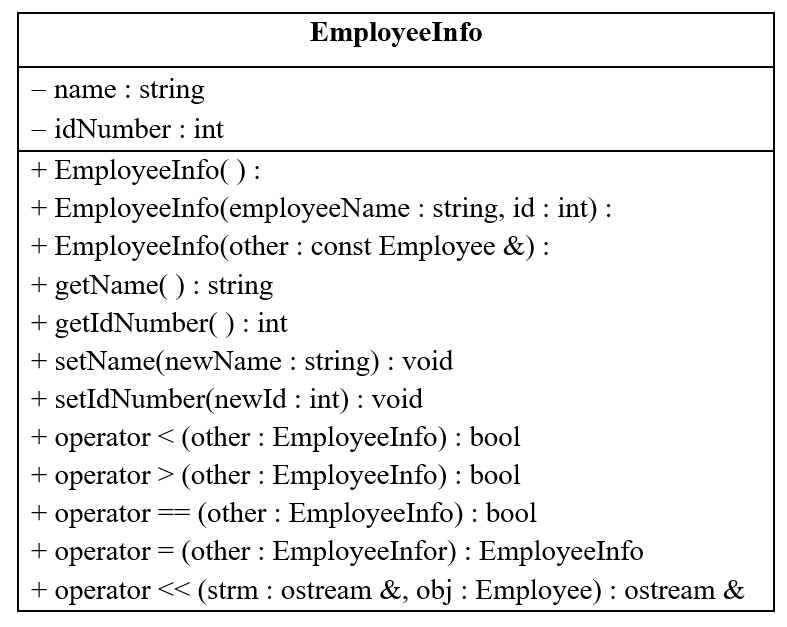 EmployeeInfo
– name : string
– idNumber : int
+ EmployeeInfo( ) :
+ EmployeeInfo(employeeName : string, id : int) :
+ EmployeeInfo(other : const Employee &) :
+ getName( ) : string
+ getIdNumber( ) : int
+ setName(newName : string) : void
+ setIdNumber(newId : int) : void
+ operator < (other : EmployeeInfo) : bool
+ operator > (other : EmployeeInfo) : bool
+ operator == (other : EmployeeInfo) : bool
+ operator = (other : EmployeeInfor) : EmployeeInfo
+ operator << (strm : ostream &, obj : Employee) : ostream &